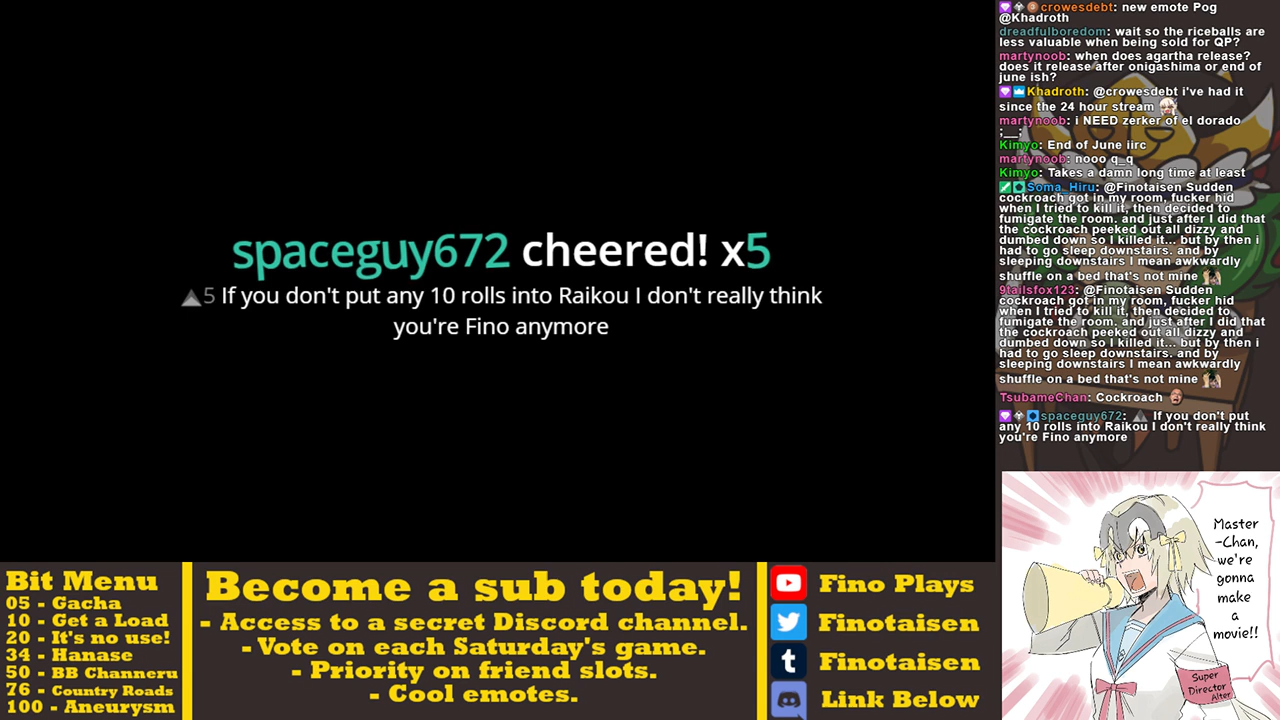 spaceguy672 cheered! x5
5 If you don't put any 10 rolls into Raikou I don't really think
you're Fino anymore
crowesdebt: new emote Pog
@Khadroth
dreadfulboredom: wait so the riceballs are
less valuable when being sold for QP?
martynoob: when does agartha release?
does it release after onigashima or end of
june ish?
Khadroth: @crowesdebt i've had it
since the 24 hour stream
martynoob: i NEED zerker of el dorado
;__;
Kimyo: End of June iirc
martynoob: nooo q_q
Kimyo: Takes a damn long time at least
Soma_Hiru: @Finotaisen Sudden
cockroach got in my room, fucker hid
when I tried to kill it, then decided to
fumigate the room. and just after I did that
the cockroach peeked out all dizzy and
dumbed down so I killed it... but by then i
had to go sleep downstairs. and by
sleeping downstairs I mean awkwardly
shuffle on a bed that's not mine
9tailsfox123: @Finotaisen Sudden
cockroach got in my room, fucker hid
when I tried to kill it, then decided to
fumigate the room. and just after I did that
the cockroach peeked out all dizzy and
dumbed down so I killed it... but by then i
had to go sleep downstairs. and by
sleeping downstairs I mean awkwardly
shuffle on a bed that's not mine
TsubameChan: Cockroach
spaceguy672: If you don't put
any 10 rolls into Raikou I don't really think
you're Fino anymore
Master
-Chan,
we're
gonna
make
a
movie!!
Super
Director
Alter
Bit Menu
05 - Gacha
10 - Get a Load
20 - It's no use!
34 - Hanase
50 - BB Channeru
76 - Country Roads
100 - Aneurysm
Become a sub today!
- Access to a secret Discord channel.
- Vote on each Saturday's game.
- Priority on friend slots.
- Cool emotes.
Fino Plays
Finotaisen
Finotaisen
Link Below